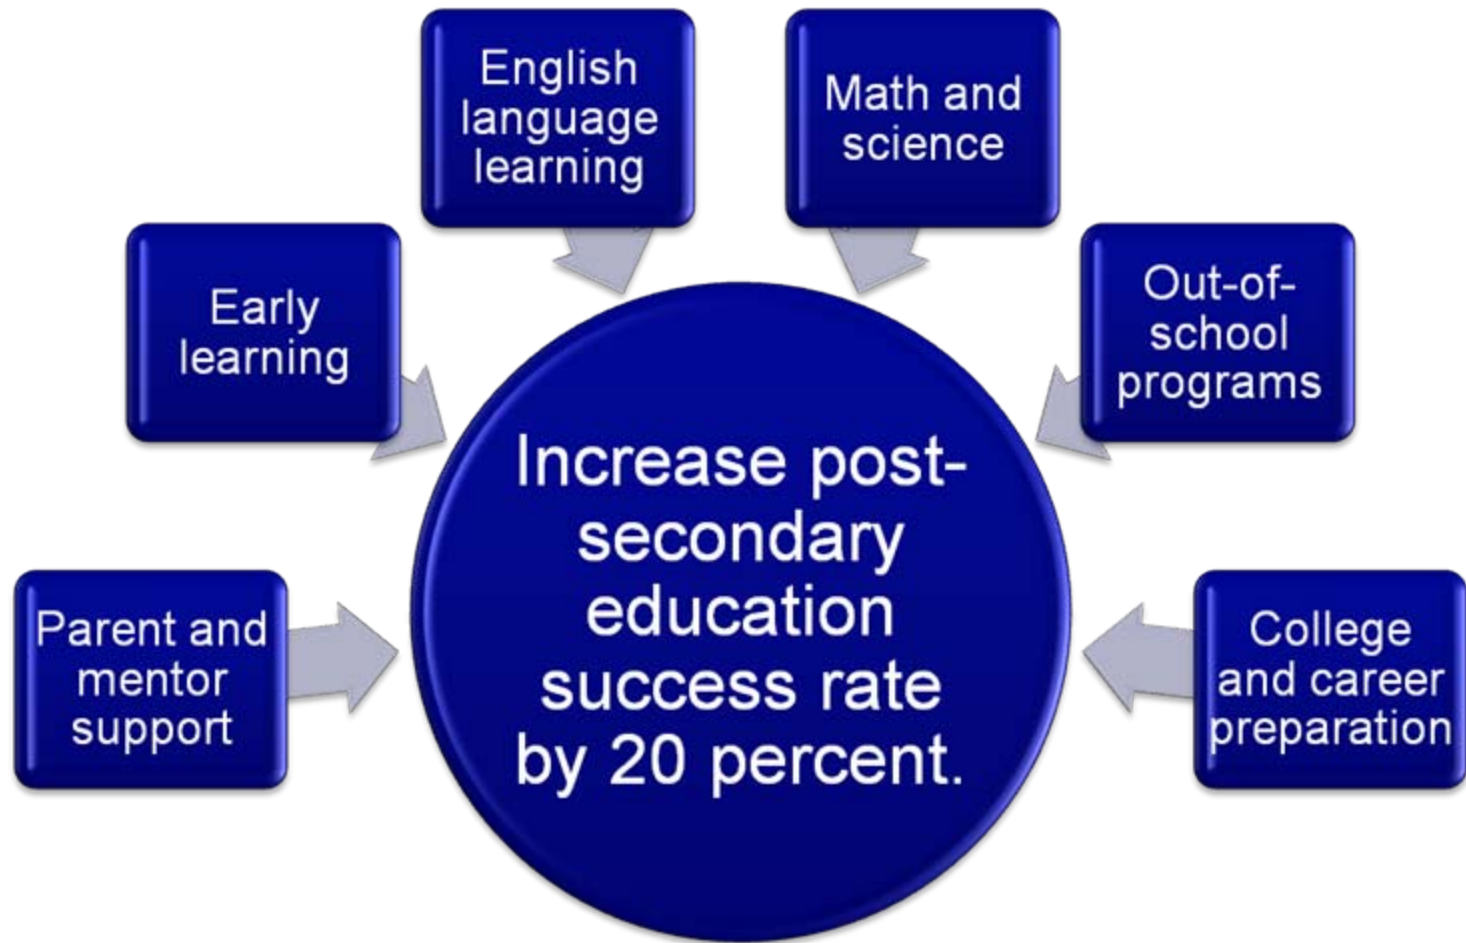 English
language
learning
Math and
science
Early
learning
Out-of-
school
programs
Parent and
mentor
support
Increase post-
secondary
education
success rate
by 20 percent.
College
and career
preparation